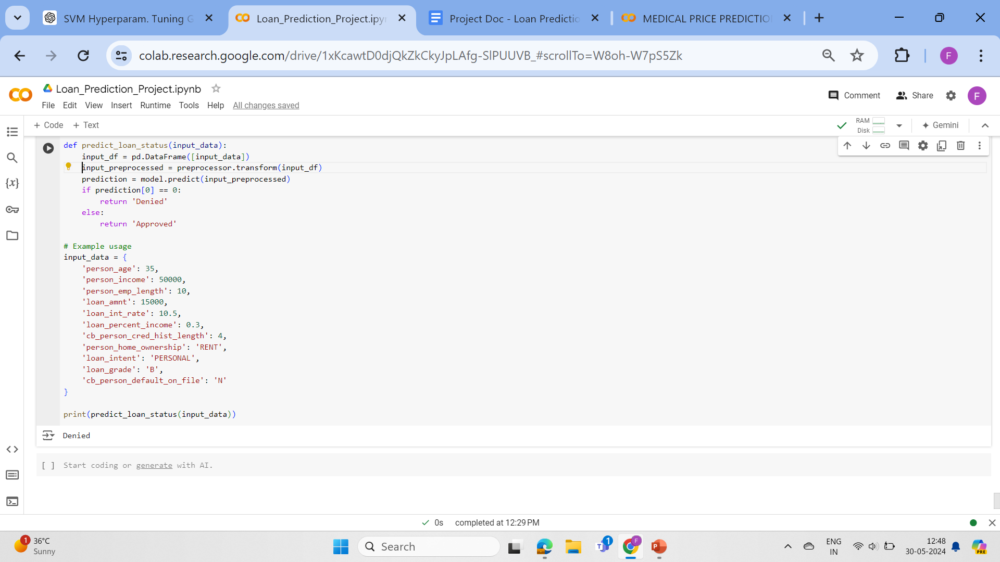 SVM Hyperparam. Tuning G
Loan_Prediction_Project.ipyn
Project Doc - Loan Predictio
MEDICAL PRICE PREDICTIO
colab.research.google.com/drive/1xKcawtD0djQkZkCkyJpLAfg-SlPUUVB_#scrollTo=W8oh-W7pS5Zk
F
Loan_Prediction_Project.ipynb
File Edit View Insert Runtime Tools Help All changes saved
Comment Share F
+ Code + Text
RAM
Disk
Gemini
def predict_loan_status(input_data):
    input_df = pd.DataFrame([input_data])
    input_preprocessed = preprocessor.transform(input_df)
    prediction = model.predict(input_preprocessed)
    if prediction[0] == 0:
        return 'Denied'
    else:
        return 'Approved'
# Example usage
input_data = {
    'person_age': 35,
    'person_income': 50000,
    'person_emp_length': 10,
    'loan_amnt': 15000,
    'loan_int_rate': 10.5,
    'loan_percent_income': 0.3,
    'cb_person_cred_hist_length': 4,
    'person_home_ownership': 'RENT',
    'loan_intent': 'PERSONAL',
    'loan_grade': 'B',
    'cb_person_default_on_file': 'N'
}
print(predict_loan_status(input_data))
Denied
[ ] Start coding or generate with AI.
0s completed at 12:29 PM
1
36°C
Sunny
Search
1
F
ENG
IN
12:48
30-05-2024
PRE